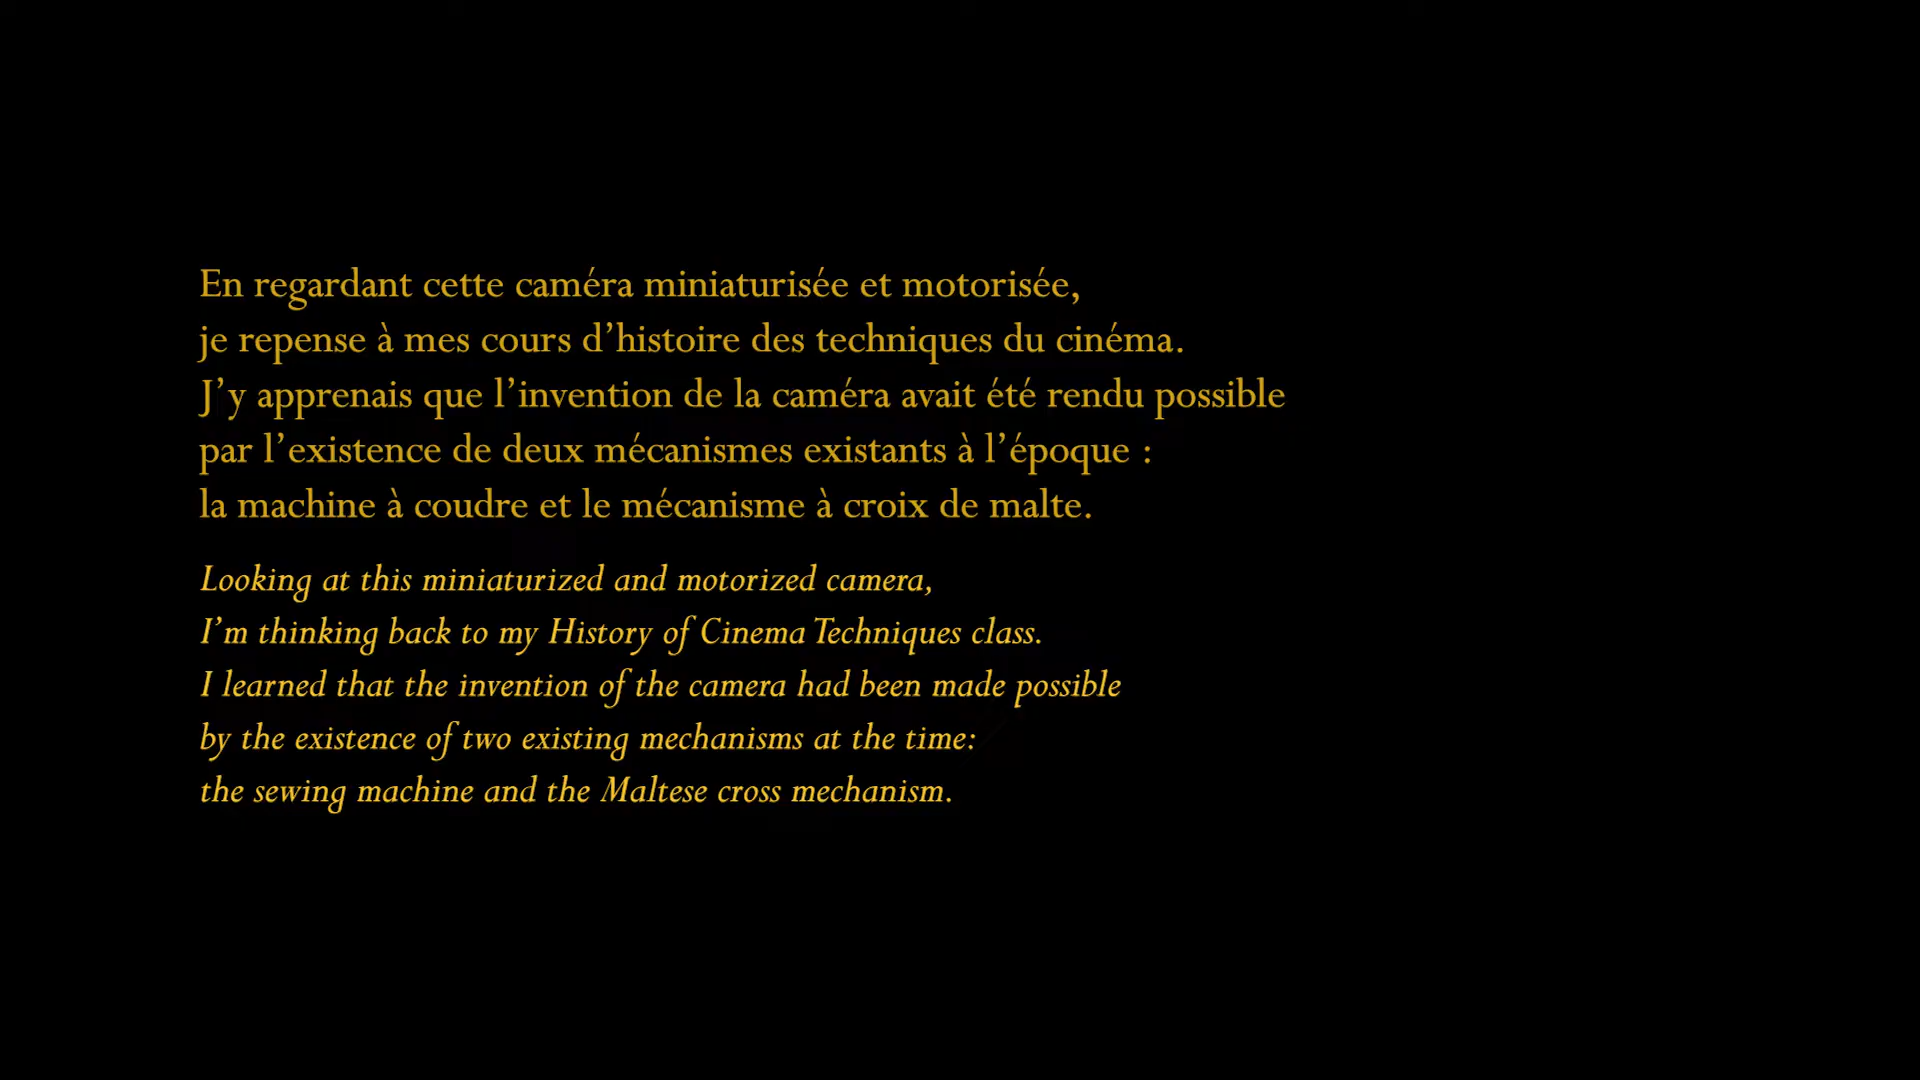 En regardant cette caméra miniaturisée et motorisée,
je repense à mes cours d’histoire des techniques du cinéma.
J’y apprenais que l’invention de la caméra avait été rendu possible
par l’existence de deux mécanismes existants à l’époque :
la machine à coudre et le mécanisme à croix de malte.
Looking at this miniaturized and motorized camera,
I’m thinking back to my History of Cinema Techniques class.
I learned that the invention of the camera had been made possible
by the existence of two existing mechanisms at the time:
the sewing machine and the Maltese cross mechanism.